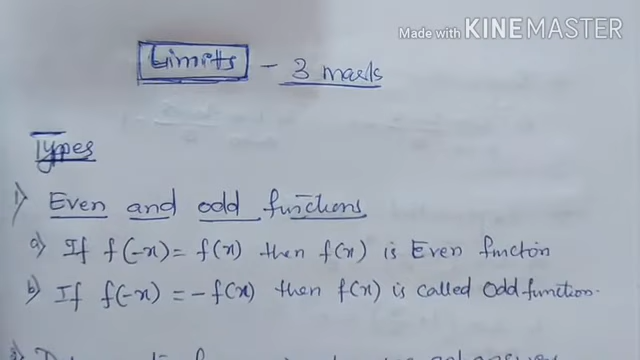 Made with KINEMASTER
Limits - 3 marks
Types
1) Even and odd functions
a) If f(-x) = f(x) then f(x) is Even function
b) If f(-x) = -f(x) then f(x) is called Odd function.